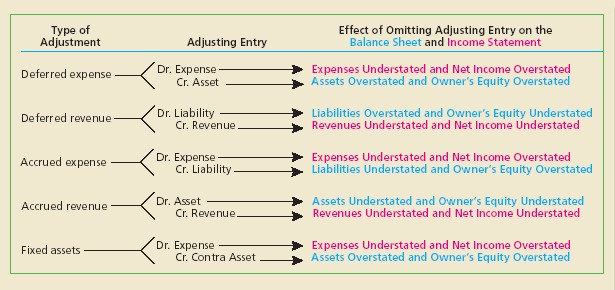 Type of
Adjustment
Adjusting Entry
Effect of Omitting Adjusting Entry on the
Balance Sheet and Income Statement
Deferred expense
Dr. Expense
Expenses Understated and Net Income Overstated
Cr. Asset
Assets Overstated and Owner's Equity Overstated
Deferred revenue
Dr. Liability
Liabilities Overstated and Owner's Equity Understated
Cr. Revenue
Revenues Understated and Net Income Understated
Accrued expense
Dr. Expense
Expenses Understated and Net Income Overstated
Cr. Liability
Liabilities Understated and Owner's Equity Overstated
Accrued revenue
Dr. Asset
Assets Understated and Owner's Equity Understated
Cr. Revenue
Revenues Understated and Net Income Understated
Fixed assets
Dr. Expense
Expenses Understated and Net Income Overstated
Cr. Contra Asset
Assets Overstated and Owner's Equity Overstated